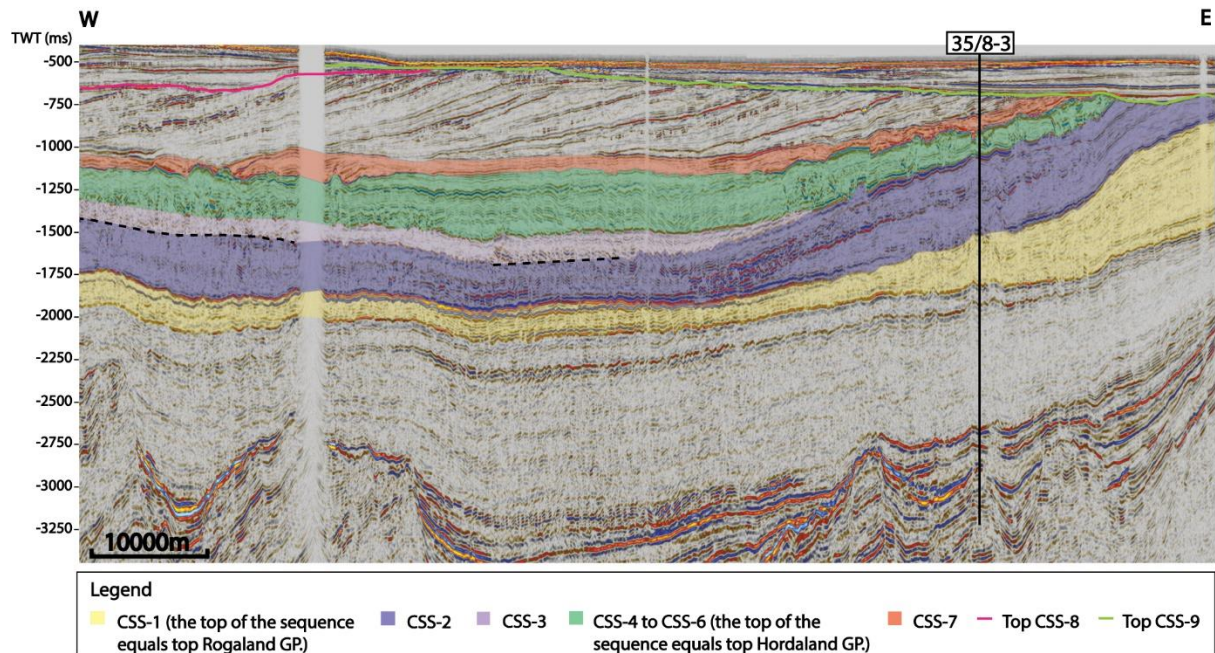 W
E
TWT (ms)
35/8-3
-500
-750
-1000
-1250
-1500
-1750
-2000
-2250
-2500
-2750
-3000
-3250
10000m
Legend
CSS-1 (the top of the sequence
equals top Rogaland GP.)
CSS-2
CSS-3
CSS-4 to CSS-6 (the top of the
sequence equals top Hordaland GP.)
CSS-7
Top CSS-8
Top CSS-9